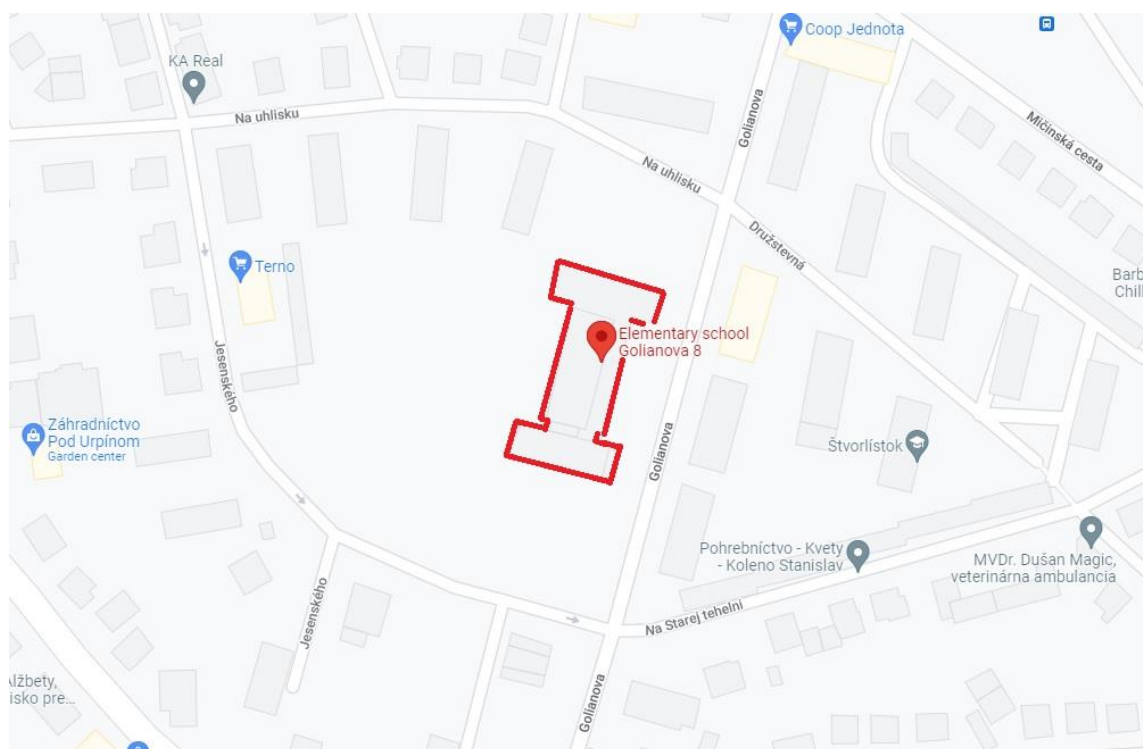 Coop Jednota
KA Real
Na uhlisku
Golianova
Mičinská cesta
Na uhlisku
Družstevná
Terno
Barb
Chill
Elementary school
Golianova 8
Jesenského
Záhradníctvo
Pod Urpínom
Garden center
Golianova
Štvorlístok
Pohrebníctvo - Kvety
- Koleno Stanislav
MVDr. Dušan Magic,
veterinárna ambulancia
Jesenského
Na Starej tehelni
lžbety,
isko pre...
Golianova